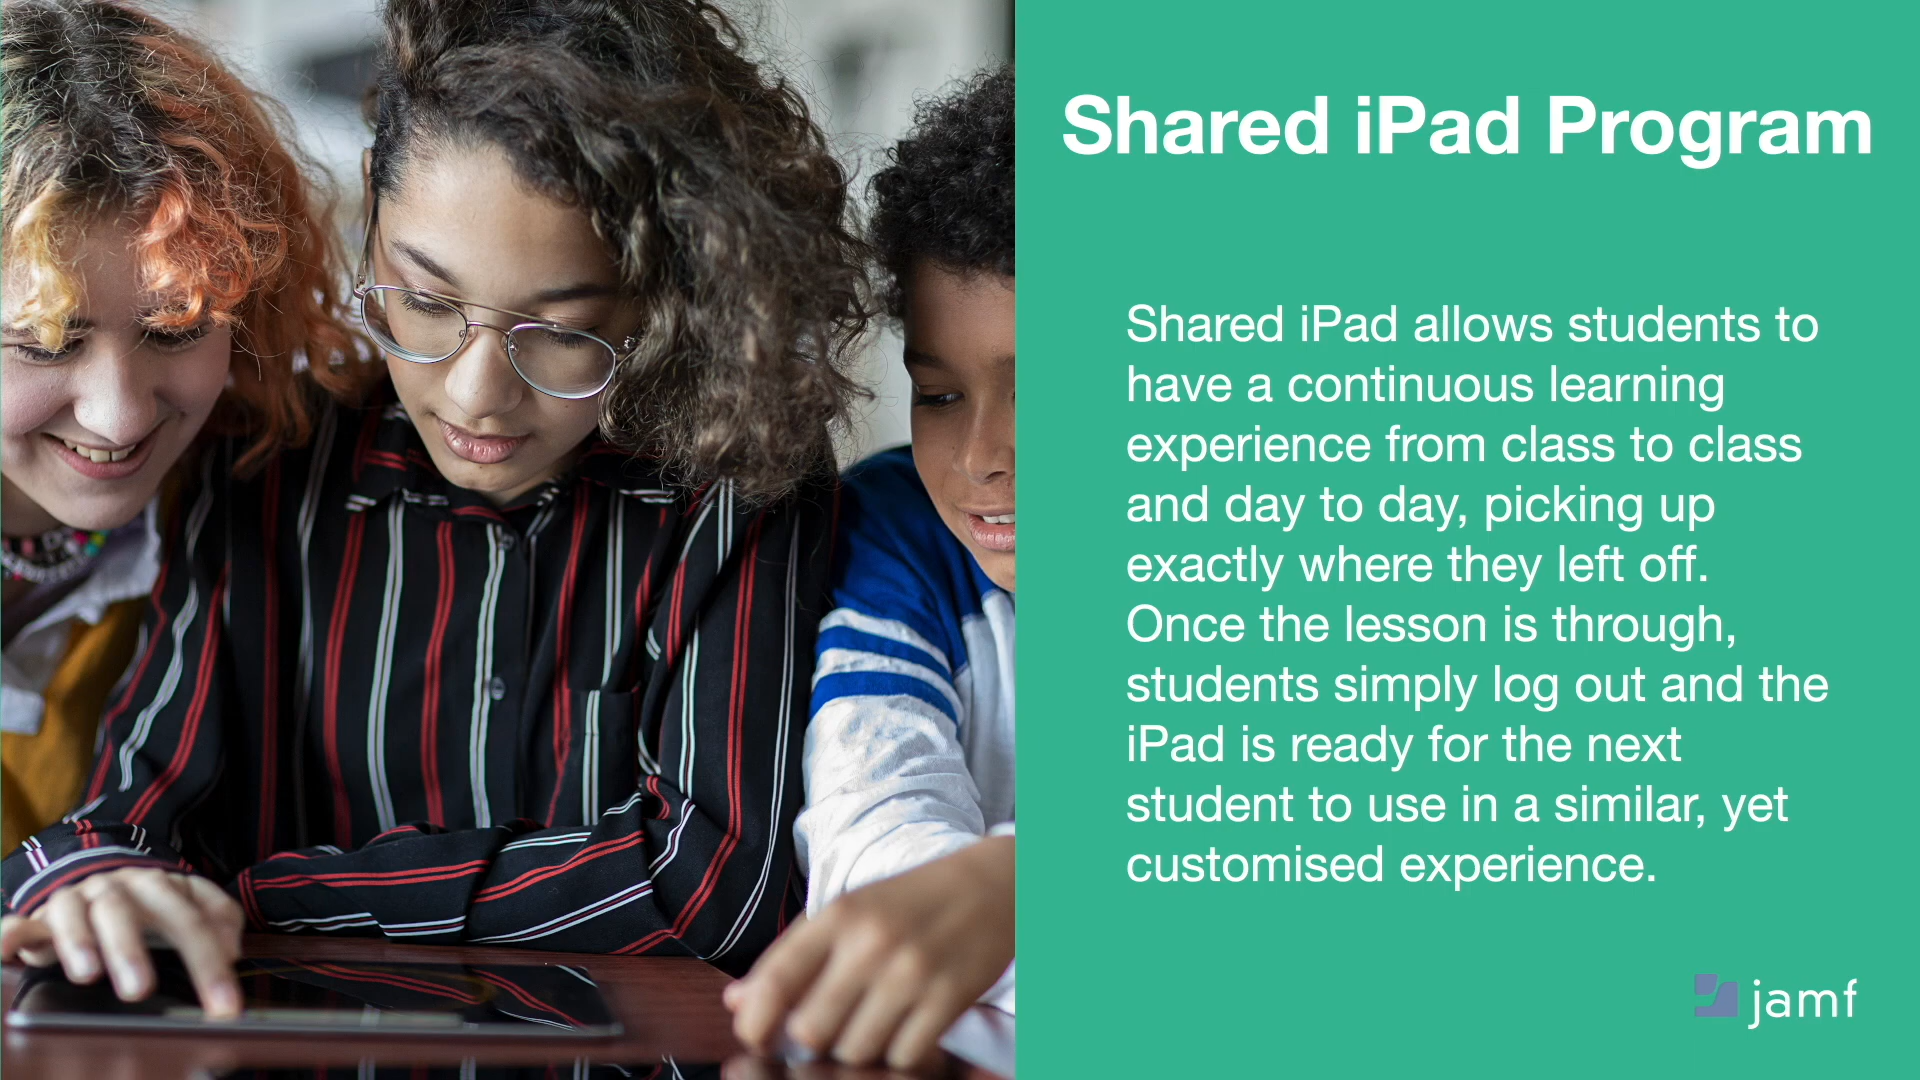 Shared iPad Program
Shared iPad allows students to
have a continuous learning
experience from class to class
and day to day, picking up
exactly where they left off.
Once the lesson is through,
students simply log out and the
iPad is ready for the next
student to use in a similar, yet
customised experience.
jamf